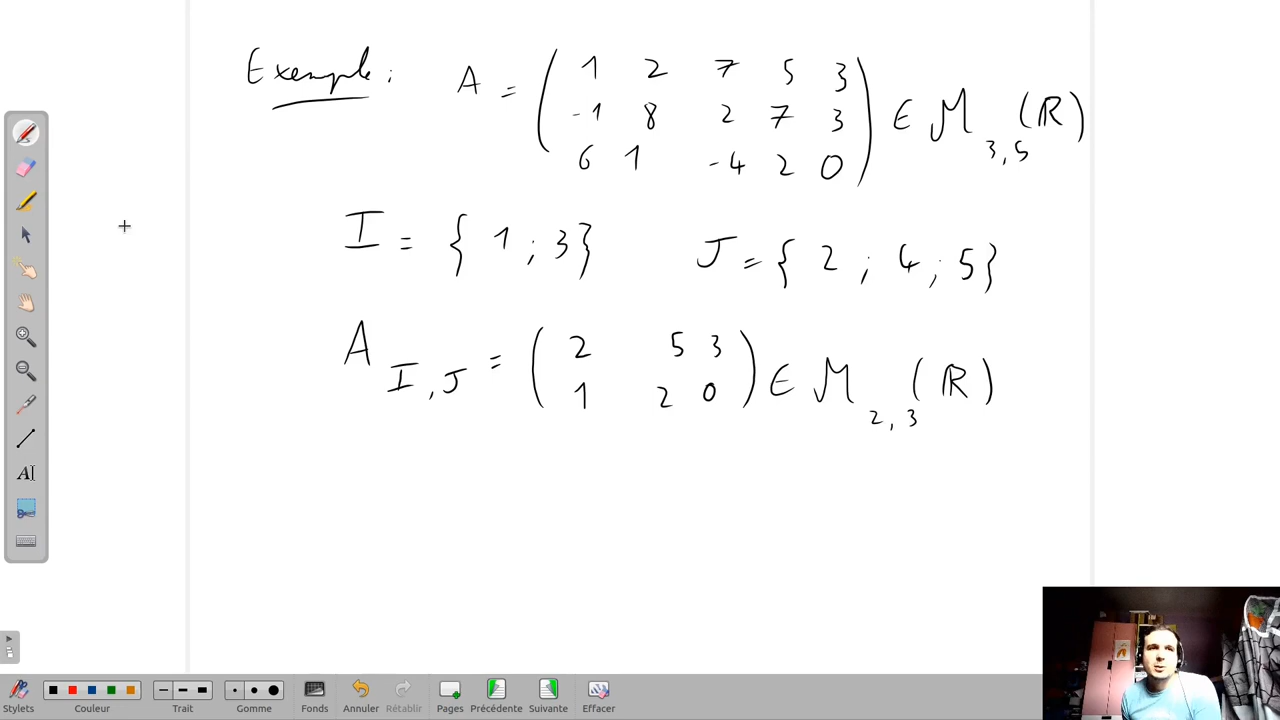 Exemple : A = ( 1 2 7 5 3
-1 8 2 7 3
6 1 -4 2 0 ) ∈ M 3,5 (ℝ)
I = { 1 ; 3 } J = { 2 ; 4 ; 5 }
A I,J = ( 2 5 3
1 2 0 ) ∈ M 2,3 (ℝ)
AI
Stylets Couleur Trait Gomme Fonds Annuler Rétablir Pages Précédente Suivante Effacer